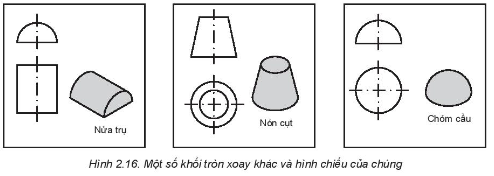 Nửa trụ
Nón cụt
Chóm cầu
Hình 2.16. Một số khối tròn xoay khác và hình chiếu của chúng